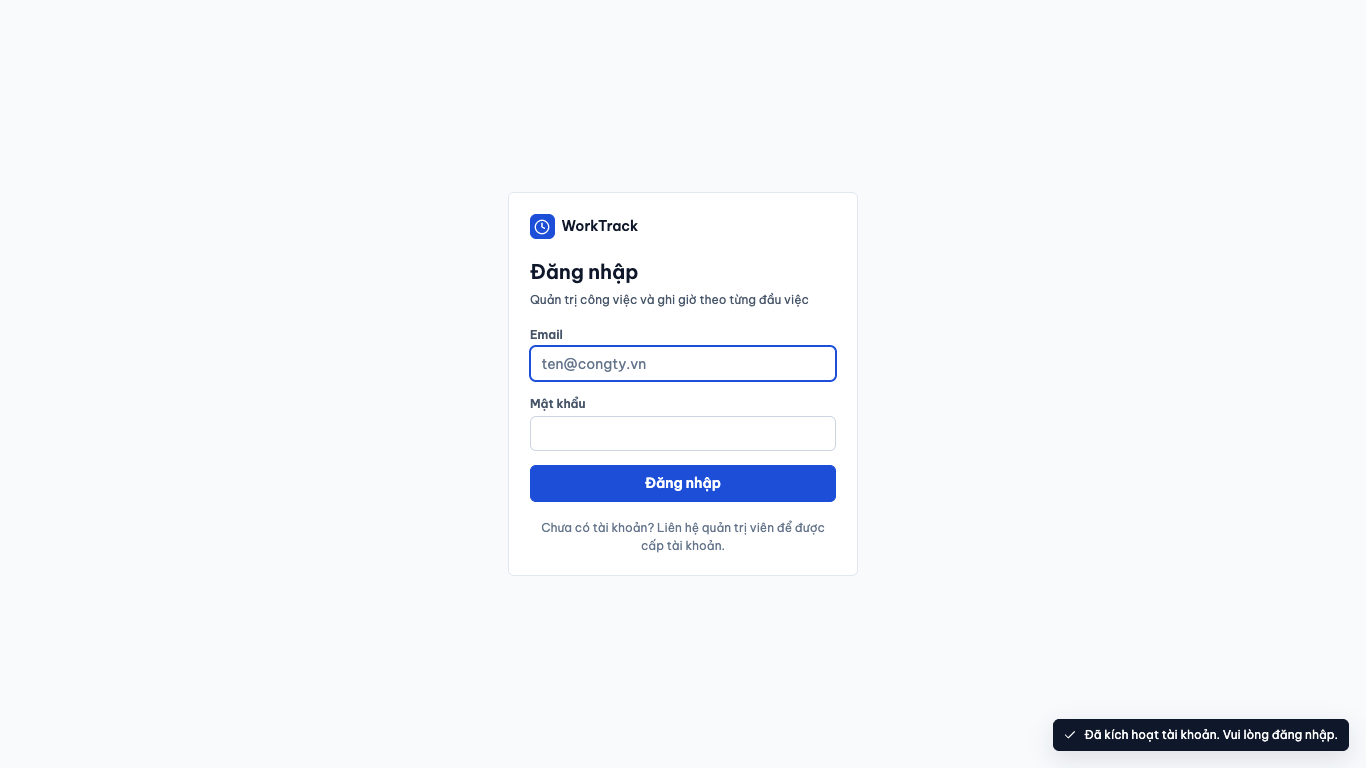 WorkTrack
Đăng nhập
Quản trị công việc và ghi giờ theo từng đầu việc
Email
ten@congty.vn
Mật khẩu
Đăng nhập
Chưa có tài khoản? Liên hệ quản trị viên để được
cấp tài khoản.
Đã kích hoạt tài khoản. Vui lòng đăng nhập.